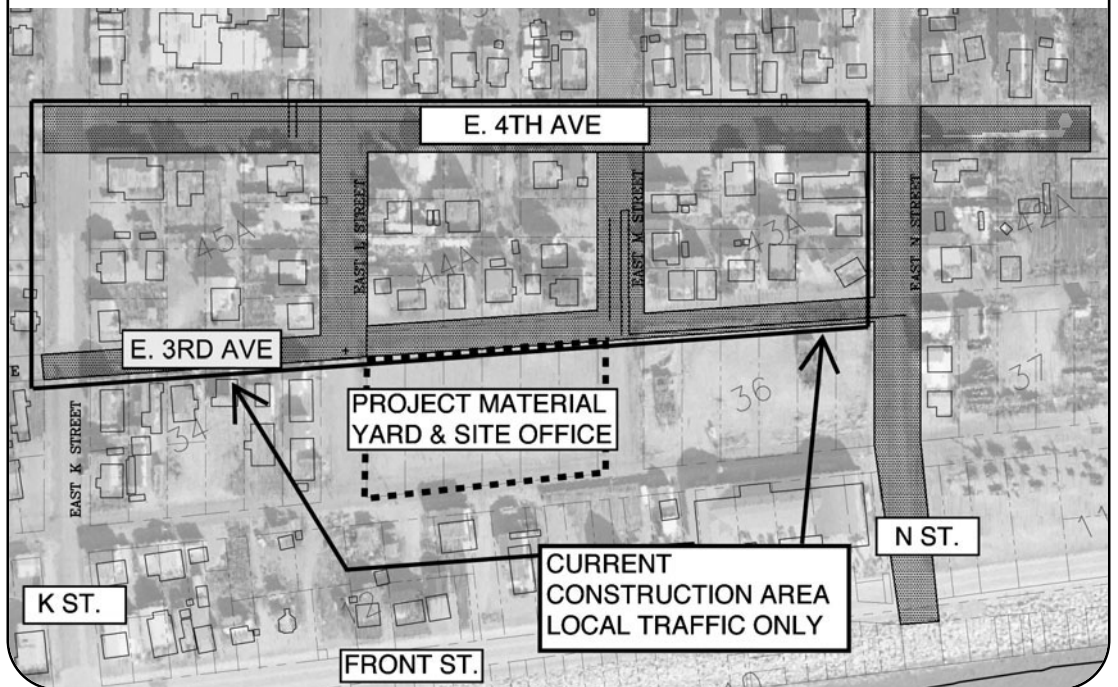 E. 4TH AVE
EAST L STREET
EAST M STREET
EAST N STREET
45A
44A
43A
42A
E. 3RD AVE
E
PROJECT MATERIAL
YARD & SITE OFFICE
36
37
34
EAST K STREET
CURRENT
CONSTRUCTION AREA
LOCAL TRAFFIC ONLY
N ST.
K ST.
12
FRONT ST.